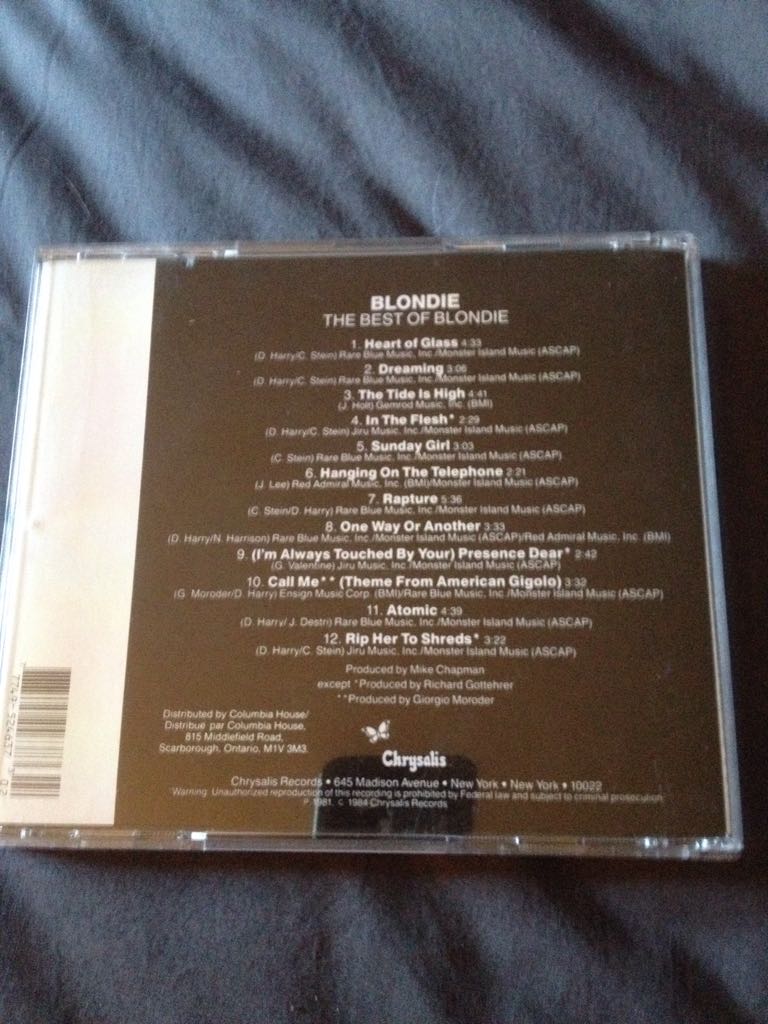 BLONDIE
THE BEST OF BLONDIE
1. Heart of Glass 4:33
(D. Harry/C. Stein) Rare Blue Music, Inc./Monster Island Music (ASCAP)
2. Dreaming 3:06
(D. Harry/C. Stein) Rare Blue Music, Inc./Monster Island Music (ASCAP)
3. The Tide Is High 4:41
(J. Holt) Gemrod Music, Inc. (BMI)
4. In The Flesh* 2:29
(D. Harry/C. Stein) Jiru Music, Inc./Monster Island Music (ASCAP)
5. Sunday Girl 3:03
(C. Stein) Rare Blue Music, Inc./Monster Island Music (ASCAP)
6. Hanging On The Telephone 2:21
(J. Lee) Red Admiral Music, Inc. (BMI)/Monster Island Music (ASCAP)
7. Rapture 5:36
(C. Stein/D. Harry) Rare Blue Music, Inc./Monster Island Music (ASCAP)
8. One Way Or Another 3:33
(D. Harry/N. Harrison) Rare Blue Music, Inc./Monster Island Music (ASCAP)/Red Admiral Music, Inc. (BMI)
9. (I'm Always Touched By Your) Presence Dear* 2:42
(G. Valentine) Jiru Music, Inc./Monster Island Music (ASCAP)
10. Call Me** (Theme From American Gigolo) 3:32
(G. Moroder/D. Harry) Ensign Music Corp. (BMI)/Rare Blue Music, Inc./Monster Island Music (ASCAP)
11. Atomic 4:39
(D. Harry/J. Destri) Rare Blue Music, Inc./Monster Island Music (ASCAP)
12. Rip Her To Shreds* 3:22
(D. Harry/C. Stein) Jiru Music, Inc./Monster Island Music (ASCAP)
Produced by Mike Chapman
except *Produced by Richard Gottehrer
**Produced by Giorgio Moroder
Distributed by Columbia House/
Distribué par Columbia House,
815 Middlefield Road,
Scarborough, Ontario, M1V 3M3.
Chrysalis
Chrysalis Records • 645 Madison Avenue • New York • New York • 10022
Warning: Unauthorized reproduction of this recording is prohibited by Federal law and subject to criminal prosecution.
℗ 1981, © 1984 Chrysalis Records